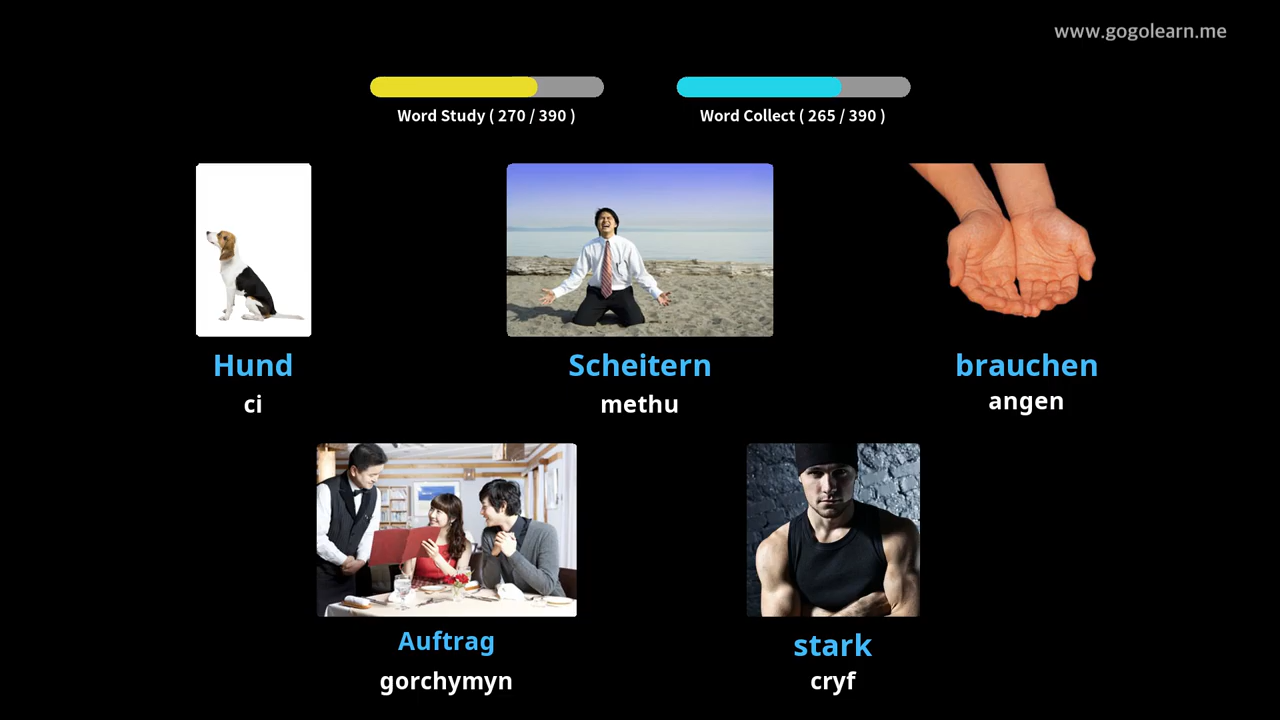 www.gogolearn.me
Word Study ( 270 / 390 )
Word Collect ( 265 / 390 )
Hund
ci
Scheitern
methu
brauchen
angen
Auftrag
gorchymyn
stark
cryf